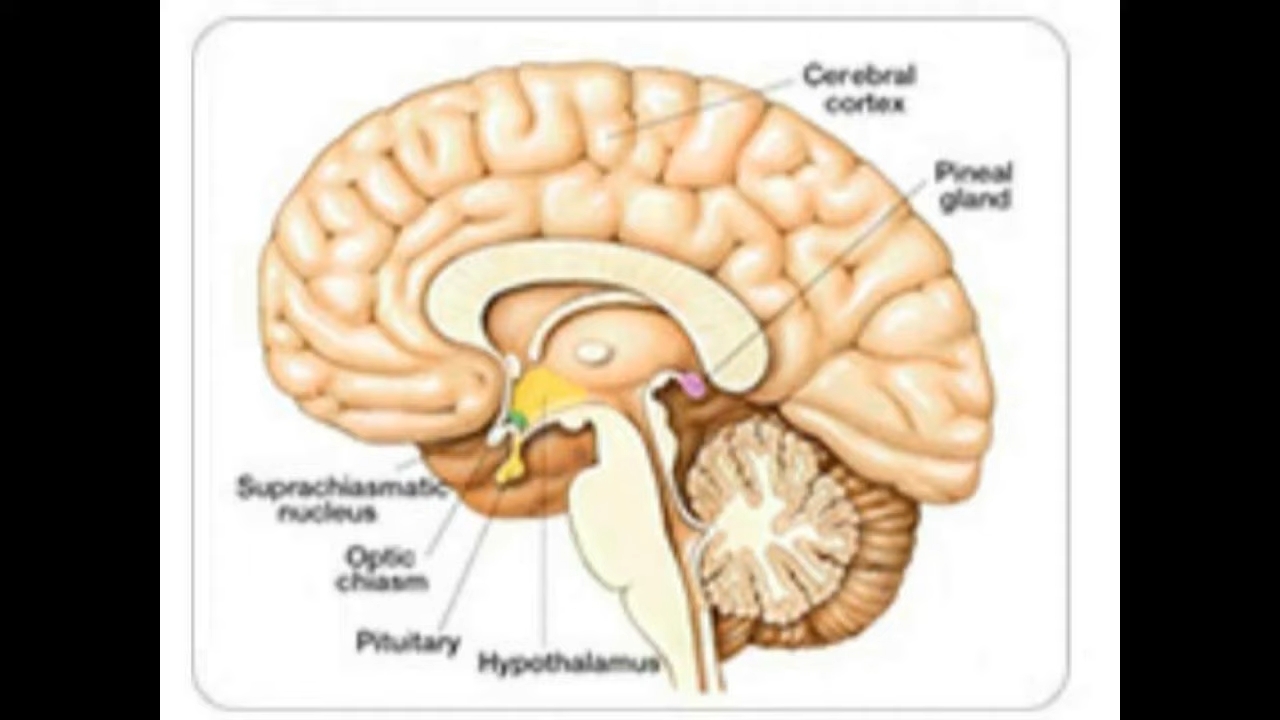 Cerebral
cortex
Pineal
gland
Suprachiasmatic
nucleus
Optic
chiasm
Pituitary
Hypothalamus